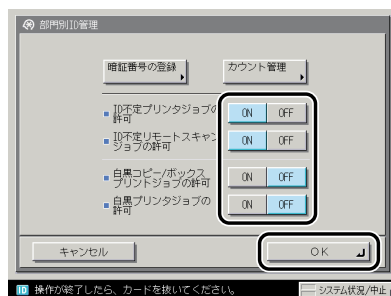 部門別ID管理
暗証番号の登録
カウント管理
ID不定プリンタジョブの
許可
ON OFF
ID不定リモートスキャン
ジョブの許可
ON OFF
白黒コピー/ボックス
プリントジョブの許可
ON OFF
白黒プリンタジョブの
許可
ON OFF
キャンセル
OK
ID 操作が終了したら、カードを抜いてください。
システム状況/中止